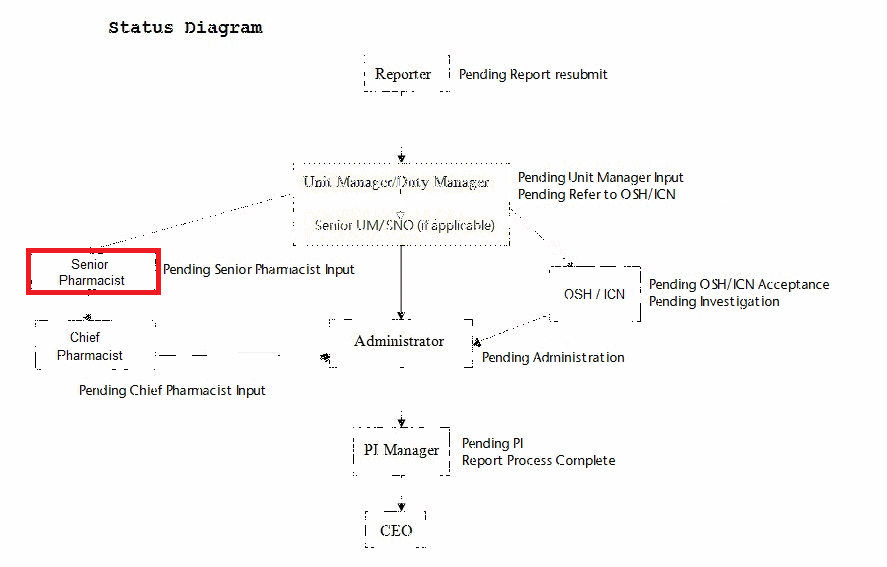 Status Diagram
Reporter
Pending Report resubmit
Unit Manager/Duty Manager
Pending Unit Manager Input
Pending Refer to OSH/ICN
Senior UM/SNO (if applicable)
Senior
Pharmacist
Pending Senior Pharmacist Input
OSH / ICN
Pending OSH/ICN Acceptance
Pending Investigation
Chief
Pharmacist
Administrator
Pending Administration
Pending Chief Pharmacist Input
PI Manager
Pending PI
Report Process Complete
CEO